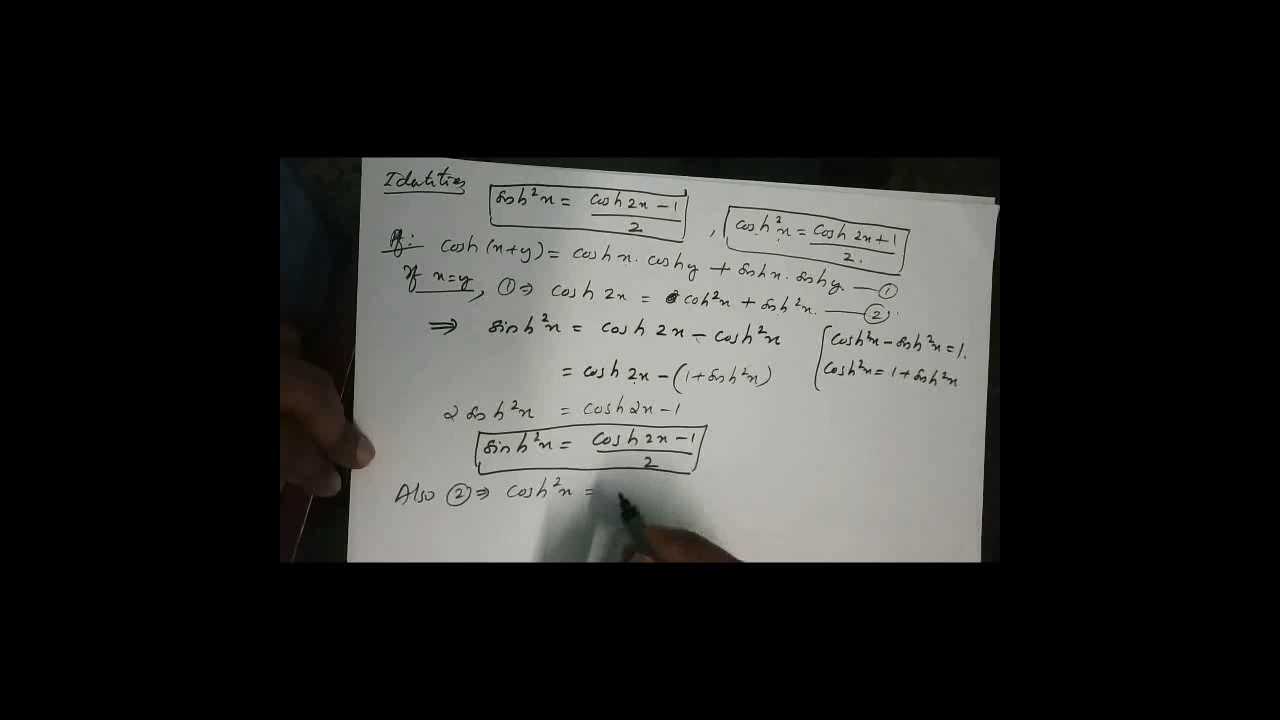 Identities sinh²x = cosh 2x − 1 / 2 , cosh²x = cosh 2x + 1 / 2.
Pf: cosh (x+y) = cosh x. cosh y + sinh x. sinh y. — ①
If x=y, ① ⇒ cosh 2x = coh²x + sinh²x. — ②
⇒ sinh²x = cosh 2x − cosh²x
= cosh 2x − (1 + sinh²x)
cosh²x − sinh²x = 1.
cosh²x = 1 + sinh²x
2 sinh²x = cosh 2x − 1
sinh²x = cosh 2x − 1 / 2
Also ② ⇒ cosh²x =